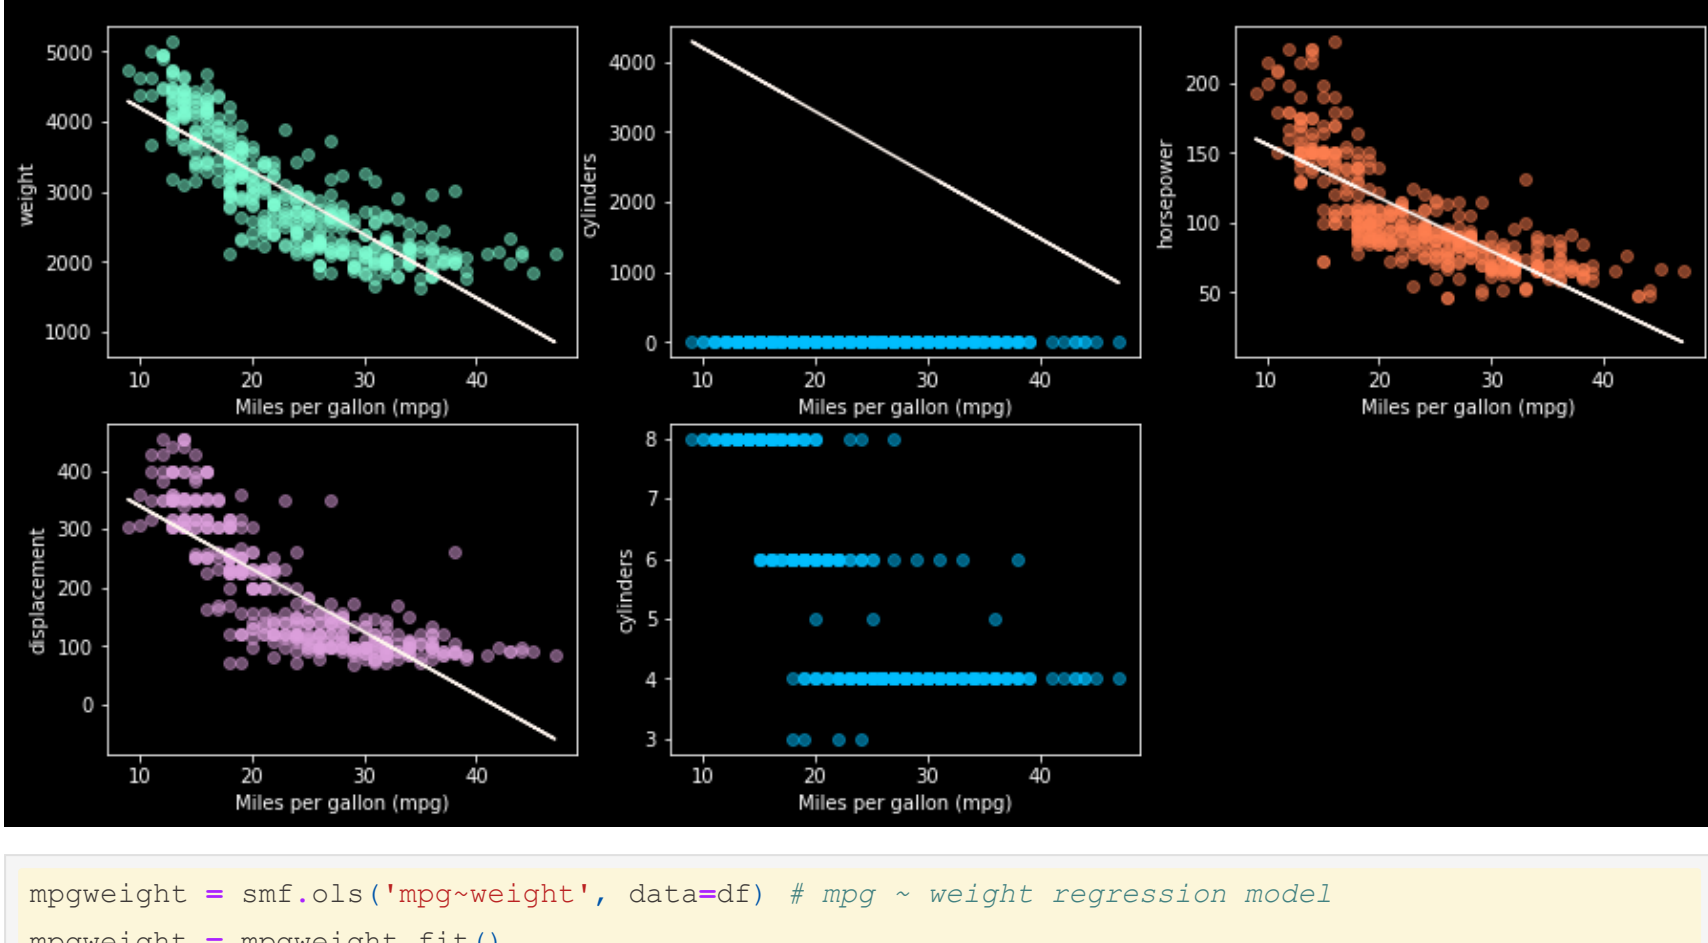 weight
5000
4000
3000
2000
1000
10 20 30 40
Miles per gallon (mpg)
cylinders
4000
3000
2000
1000
0
10 20 30 40
Miles per gallon (mpg)
horsepower
200
150
100
50
10 20 30 40
Miles per gallon (mpg)
displacement
400
300
200
100
0
10 20 30 40
Miles per gallon (mpg)
cylinders
8
7
6
5
4
3
10 20 30 40
Miles per gallon (mpg)
mpgweight = smf.ols('mpg~weight', data=df) # mpg ~ weight regression model
mpgweight = mpgweight.fit()